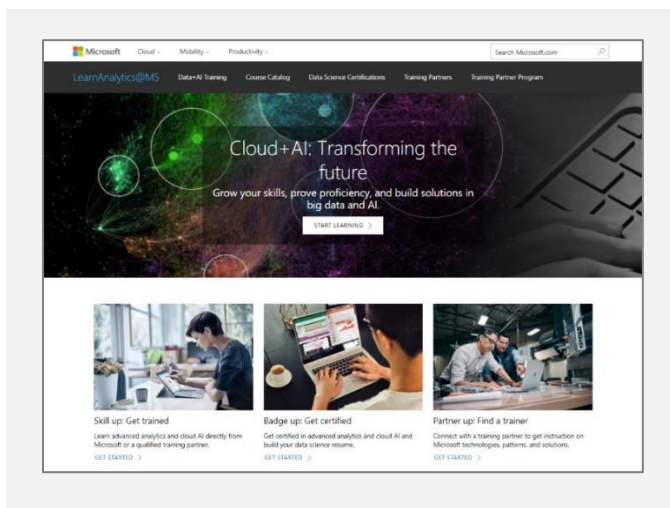 Microsoft Cloud Mobility Productivity Search Microsoft.com
LearnAnalytics@MS Data+AI Training Course Catalog Data Science Certifications Training Partners Training Partner Program
Cloud+AI: Transforming the
future
Grow your skills, prove proficiency, and build solutions in
big data and AI.
START LEARNING >
Skill up: Get trained
Learn advanced analytics and cloud AI directly from
Microsoft or a qualified training partner.
GET STARTED >
Badge up: Get certified
Get certified in advanced analytics and cloud AI and
build your data science resume.
GET STARTED >
Partner up: Find a trainer
Connect with a training partner to get instruction on
Microsoft technologies, patterns, and solutions.
GET STARTED >